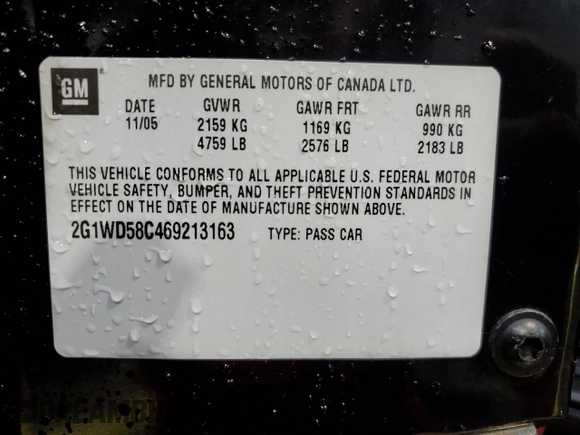 GM
MFD BY GENERAL MOTORS OF CANADA LTD.
DATE GVWR GAWR FRT GAWR RR
11/05 2159 KG 1169 KG 990 KG
4759 LB 2576 LB 2183 LB
THIS VEHICLE CONFORMS TO ALL APPLICABLE U.S. FEDERAL MOTOR
VEHICLE SAFETY, BUMPER, AND THEFT PREVENTION STANDARDS IN
EFFECT ON THE DATE OF MANUFACTURE SHOWN ABOVE.
2G1WD58C469213163 TYPE: PASS CAR